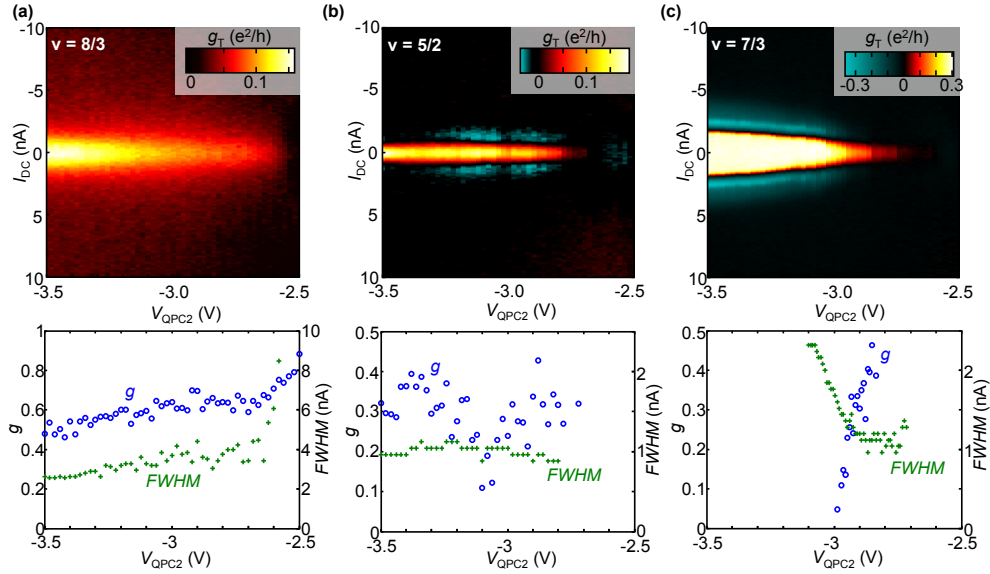 (a)
ν = 8/3
g_T (e²/h)
0
0.1
-10
-5
0
5
10
I_DC (nA)
-3.5
-3.0
-2.5
V_QPC2 (V)
(b)
ν = 5/2
g_T (e²/h)
0
0.1
-10
-5
0
5
10
I_DC (nA)
-3.5
-3.0
-2.5
V_QPC2 (V)
(c)
ν = 7/3
g_T (e²/h)
-0.3
0
0.3
-10
-5
0
5
10
I_DC (nA)
-3.5
-3.0
-2.5
V_QPC2 (V)
1
0.8
0.6
0.4
0.2
0
g
g
FWHM
10
8
6
4
2
0
FWHM (nA)
-3.5
-3
-2.5
V_QPC2 (V)
0.5
0.4
0.3
0.2
0.1
0
g
g
FWHM
2
1
0
FWHM (nA)
-3.5
-3
-2.5
V_QPC2 (V)
0.5
0.4
0.3
0.2
0.1
0
g
g
FWHM
2
1
0
FWHM (nA)
-3.5
-3
-2.5
V_QPC2 (V)